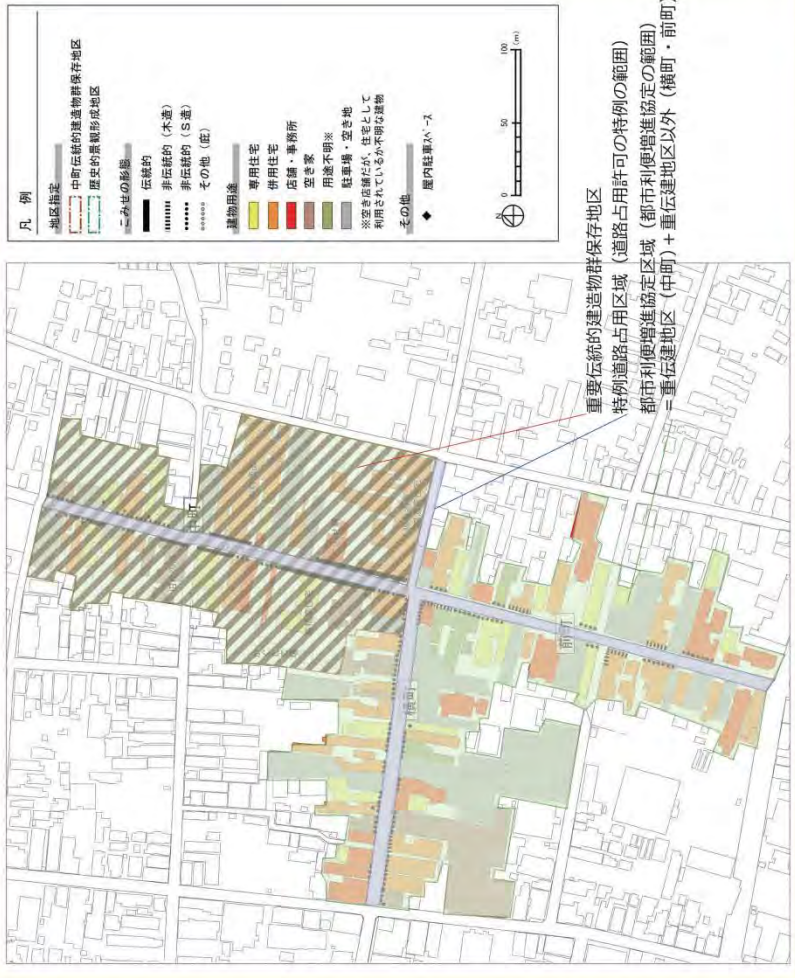 凡 例
地区指定
中町伝統的建造物群保存地区
歴史的景観形成地区
こみせの形態
伝統的
非伝統的(木造)
非伝統的(S造)
その他(庇)
建物用途
専用住宅
併用住宅
店舗・事務所
空き家
用途不明※
駐車場・空き地
※空き店舗だが、住宅として
利用されているか不明な建物
その他
◆ 屋内駐車スペース
N
0 50 100 (m)
重要伝統的建造物群保存地区
特例道路占用区域(道路占用許可の特例の範囲)
都市利便増進協定区域(都市利便増進協定の範囲)
=重伝建地区(中町)+重伝建地区以外(横町・前町)
中町
横町
前町